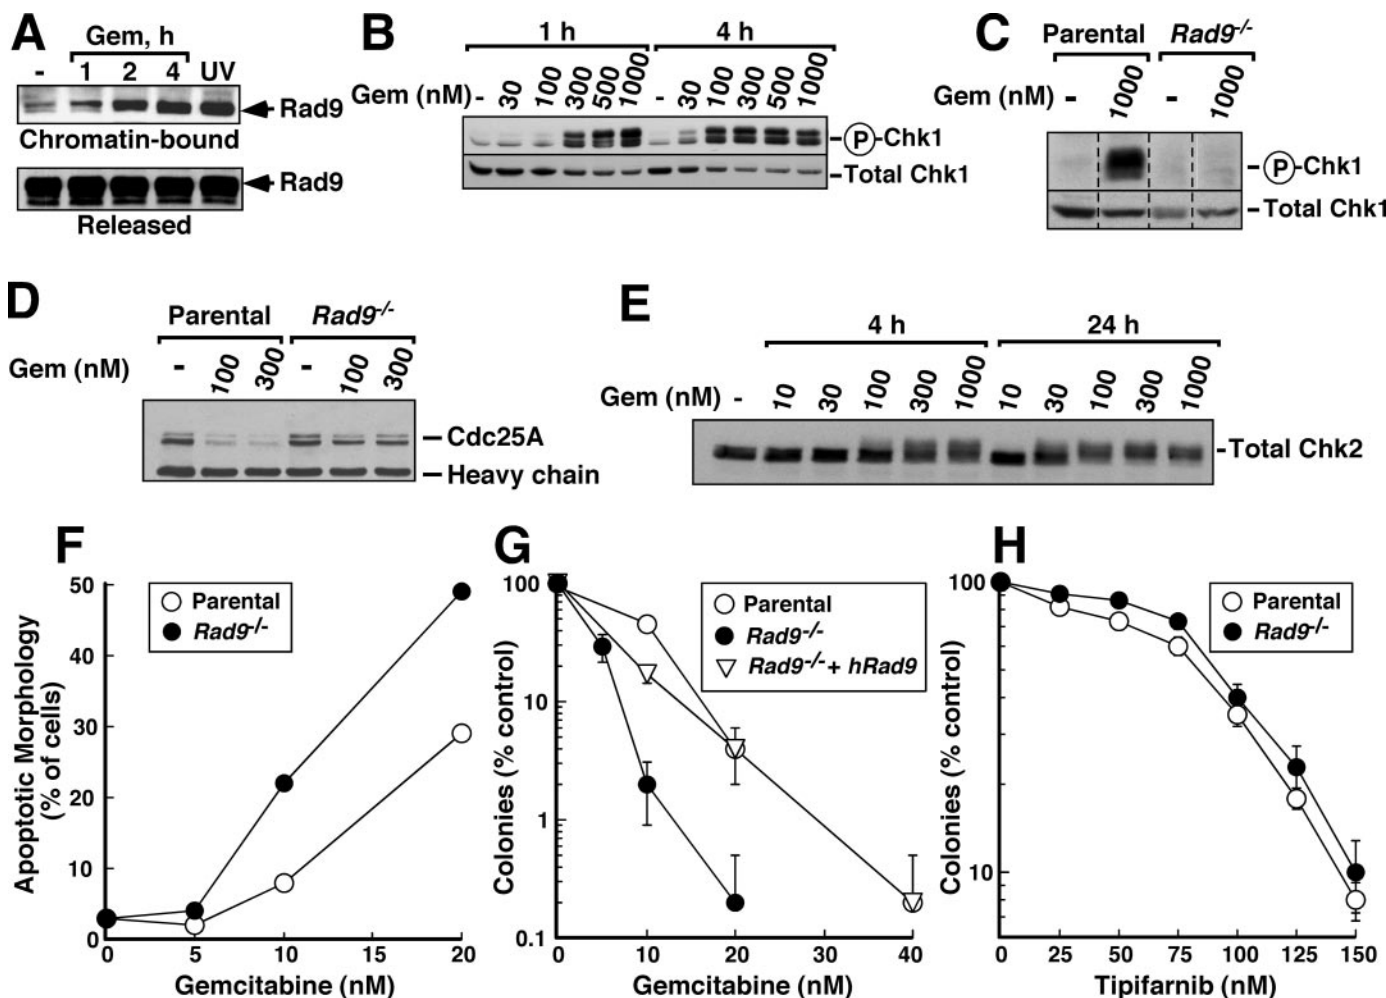 A
Gem, h
- 1 2 4 UV
Rad9
Chromatin-bound
Rad9
Released
B
1 h 4 h
Gem (nM) - 30 100 300 500 1000 - 30 100 300 500 1000
P-Chk1
Total Chk1
C
Parental Rad9-/-
- 1000 - 1000
P-Chk1
Total Chk1
D
Parental Rad9-/-
Gem (nM) - 100 300 - 100 300
Cdc25A
Heavy chain
E
4 h 24 h
Gem (nM) - 10 30 100 300 1000 10 30 100 300 1000
Total Chk2
F
Apoptotic Morphology
(% of cells)
50
40
30
20
10
0
Parental
Rad9-/-
0 5 10 15 20
Gemcitabine (nM)
G
Colonies (% control)
100
10
1
0.1
Parental
Rad9-/-
Rad9-/- + hRad9
0 10 20 30 40
Gemcitabine (nM)
H
Colonies (% control)
100
10
Parental
Rad9-/-
0 25 50 75 100 125 150
Tipifarnib (nM)